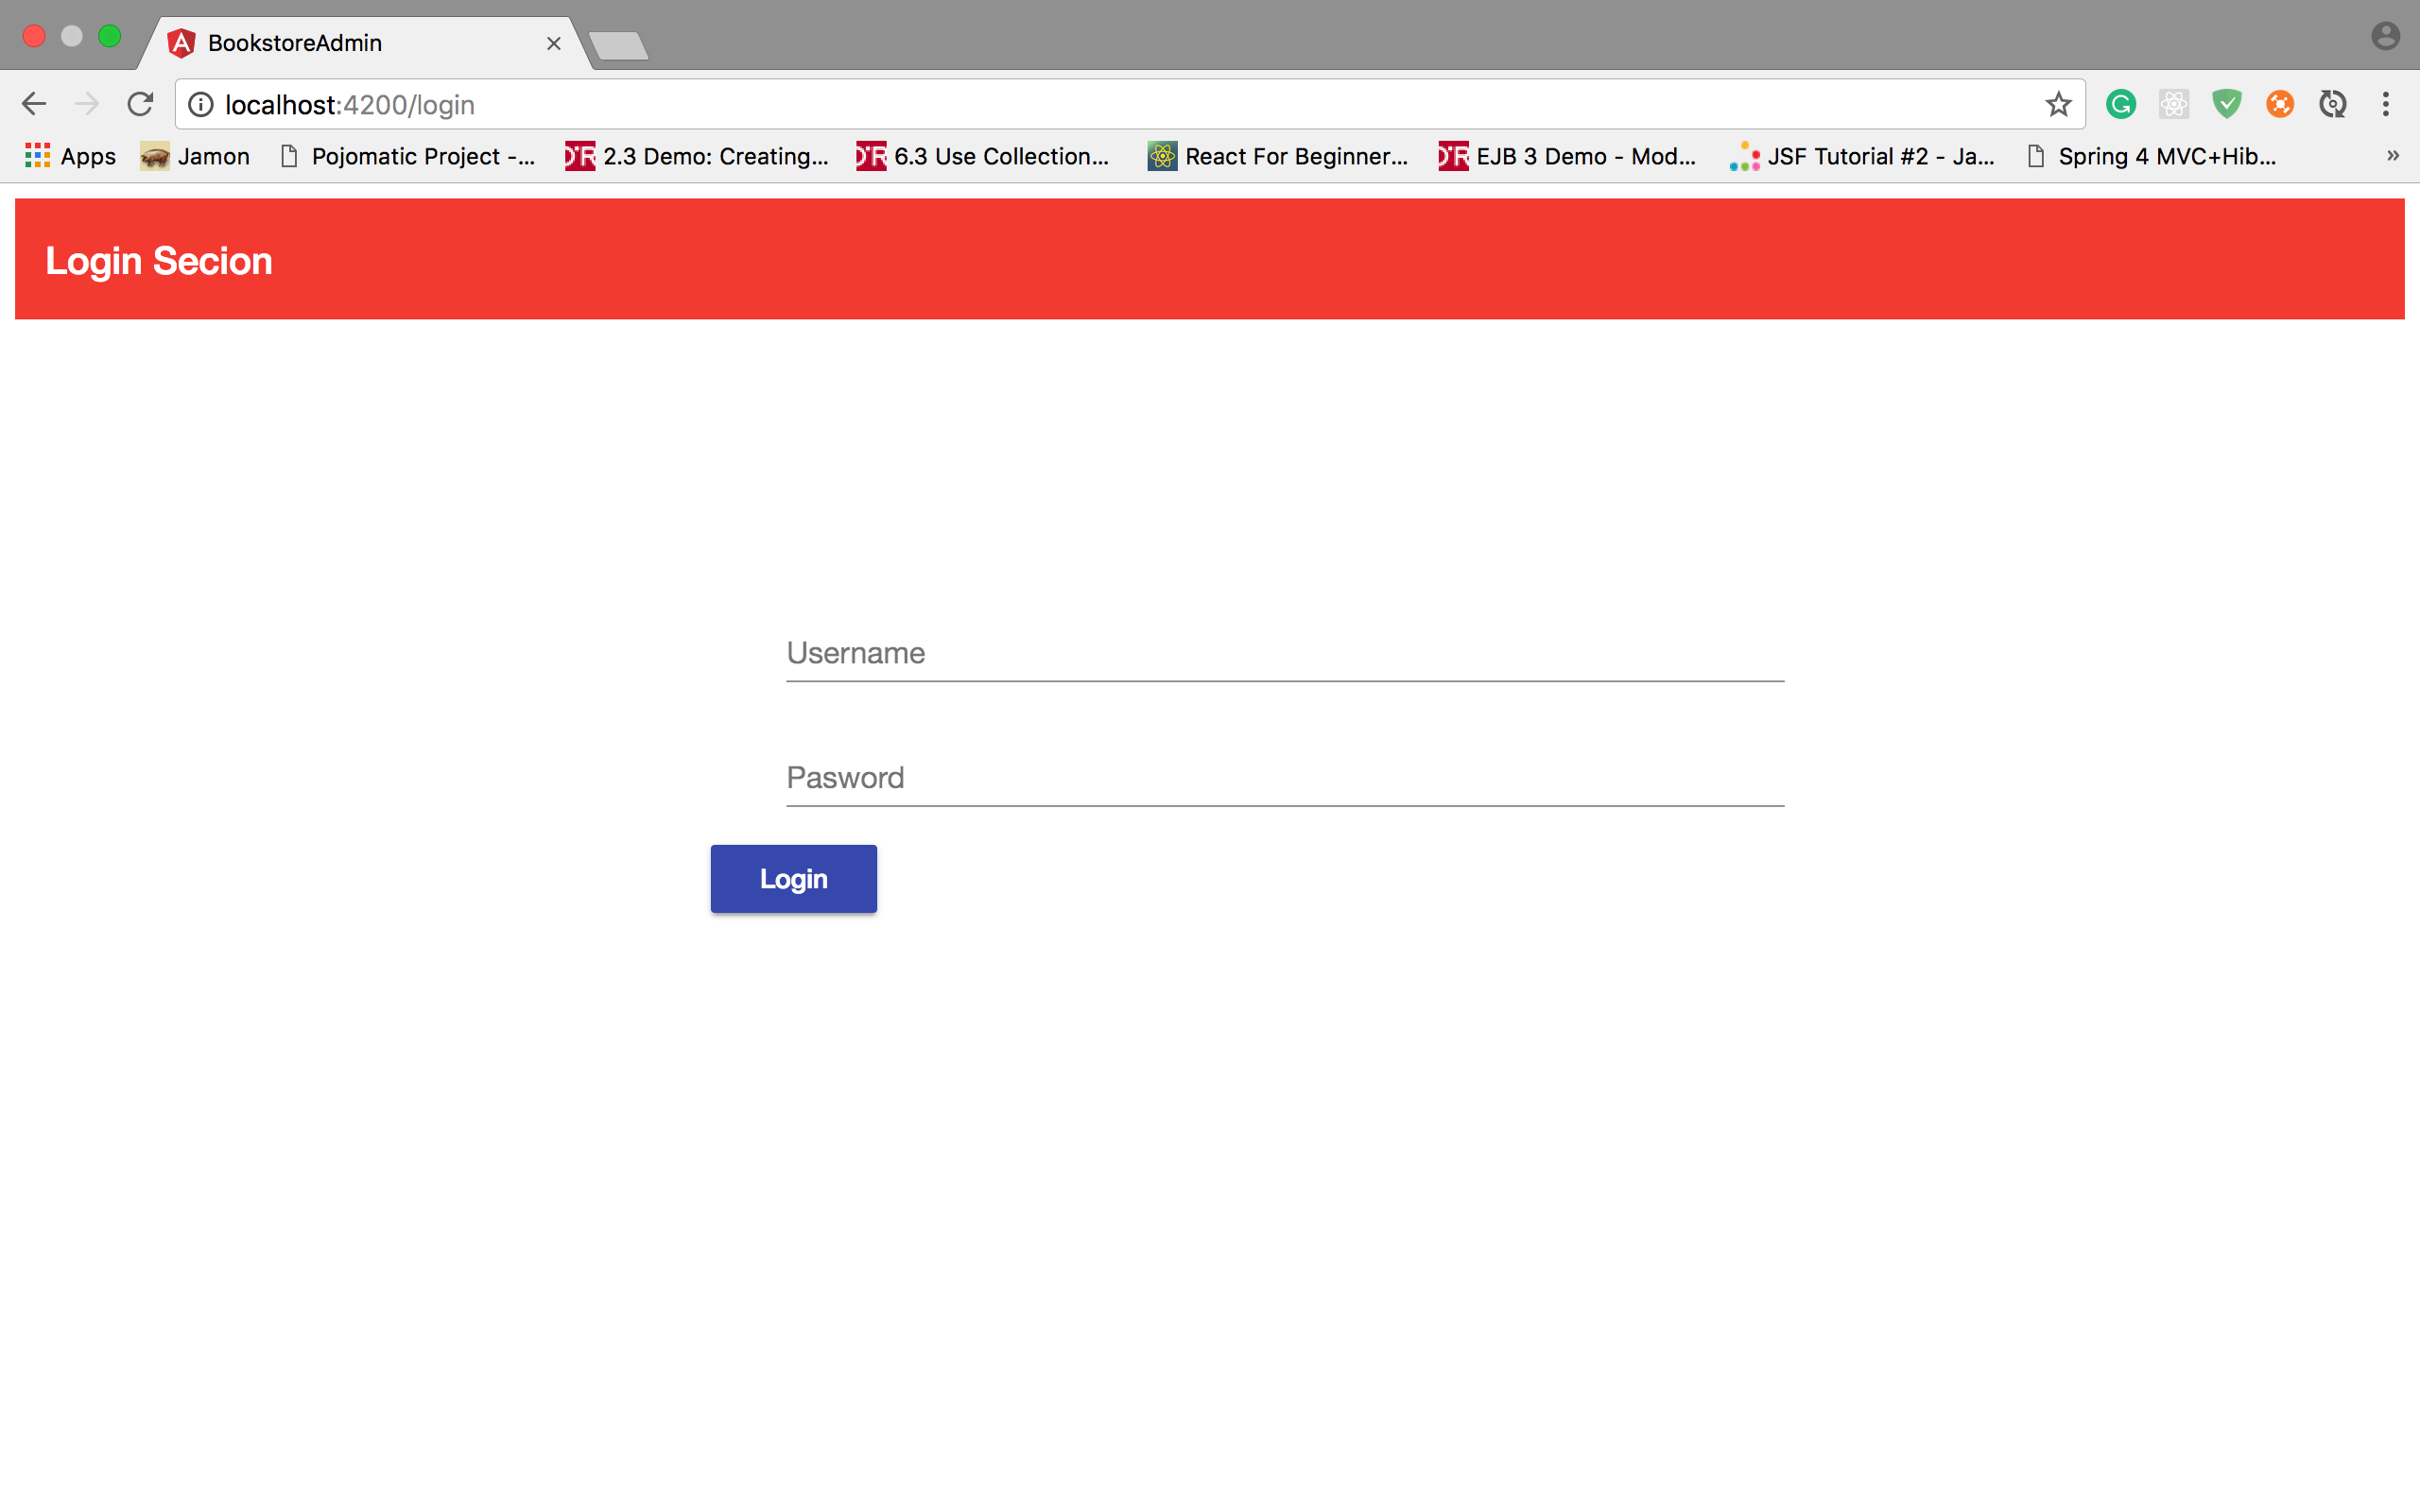 BookstoreAdmin
localhost:4200/login
Apps Jamon Pojomatic Project -... 2.3 Demo: Creating... 6.3 Use Collection... React For Beginner... EJB 3 Demo - Mod... JSF Tutorial #2 - Ja... Spring 4 MVC+Hib... »
Login Secion
Username
Pasword
Login